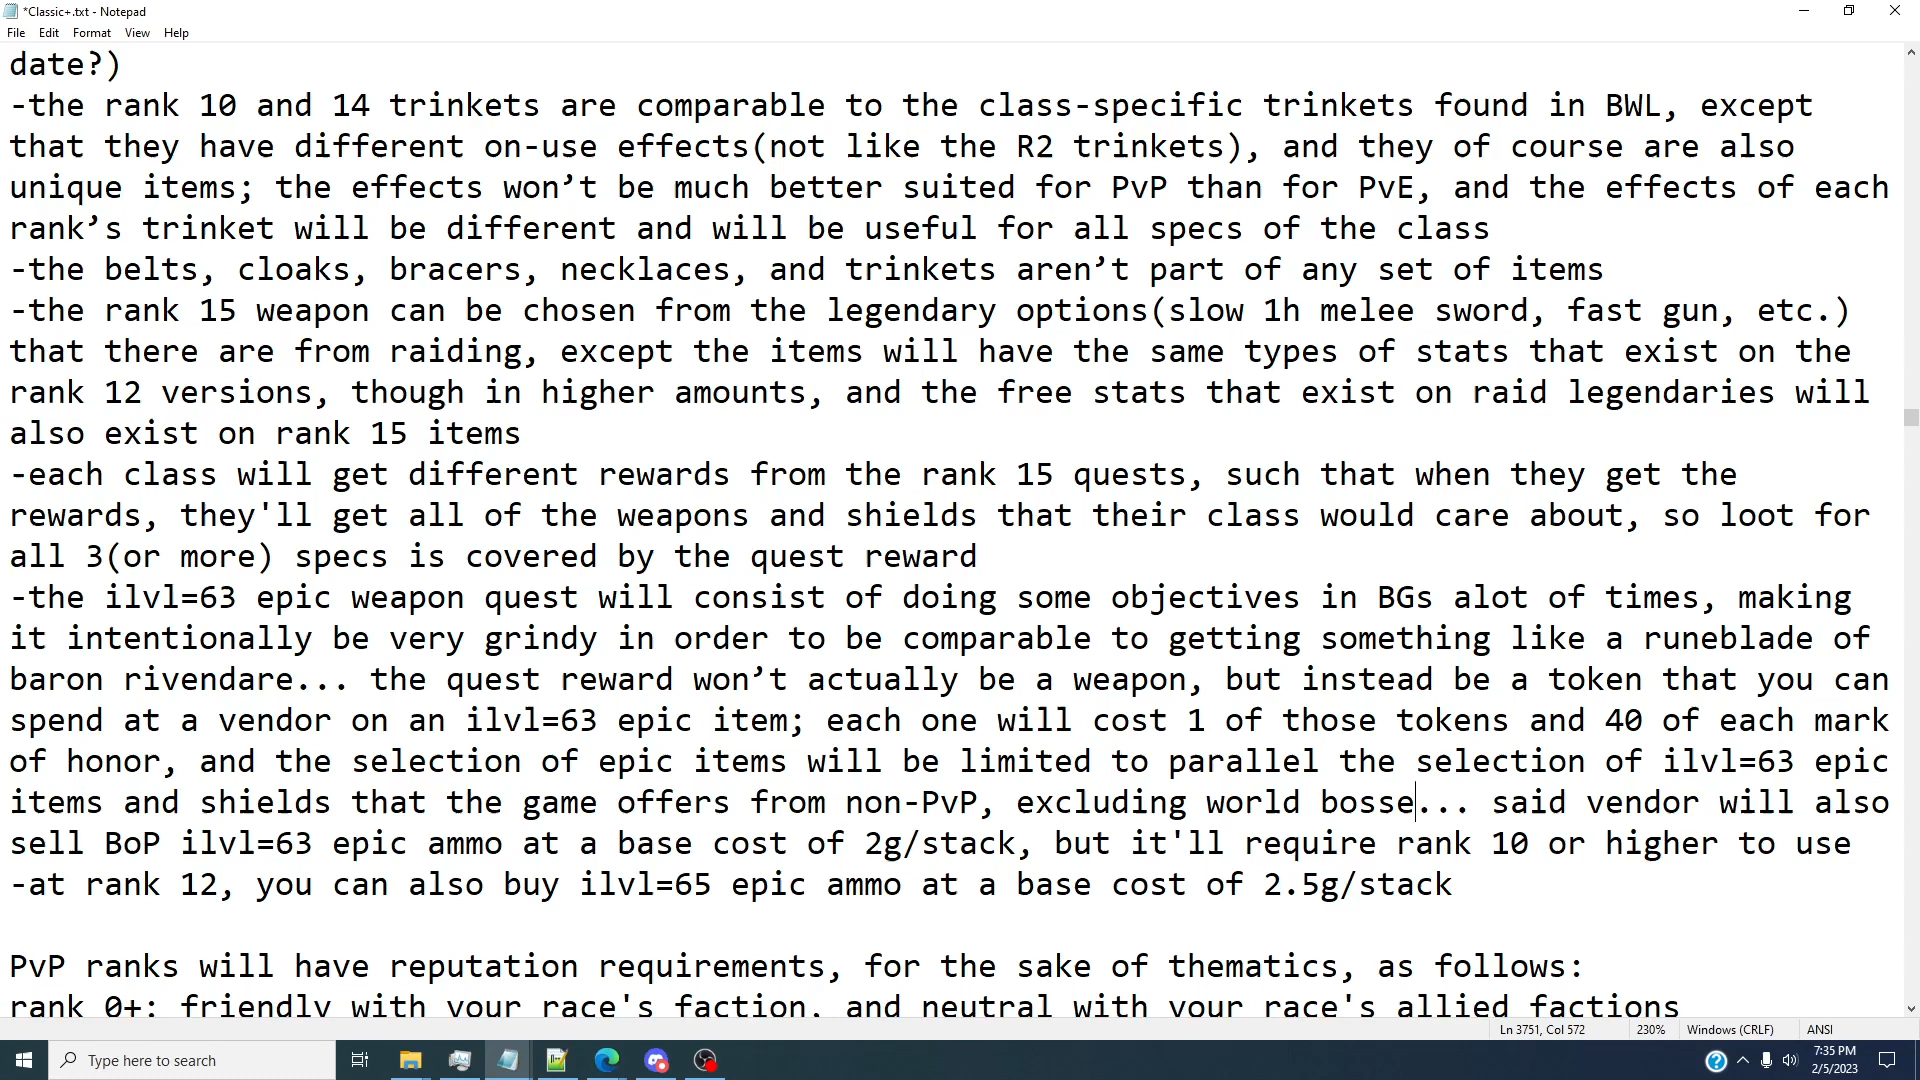 *Classic+.txt - Notepad
File Edit Format View Help
date?)
-the rank 10 and 14 trinkets are comparable to the class-specific trinkets found in BWL, except
that they have different on-use effects(not like the R2 trinkets), and they of course are also
unique items; the effects won’t be much better suited for PvP than for PvE, and the effects of each
rank’s trinket will be different and will be useful for all specs of the class
-the belts, cloaks, bracers, necklaces, and trinkets aren’t part of any set of items
-the rank 15 weapon can be chosen from the legendary options(slow 1h melee sword, fast gun, etc.)
that there are from raiding, except the items will have the same types of stats that exist on the
rank 12 versions, though in higher amounts, and the free stats that exist on raid legendaries will
also exist on rank 15 items
-each class will get different rewards from the rank 15 quests, such that when they get the
rewards, they'll get all of the weapons and shields that their class would care about, so loot for
all 3(or more) specs is covered by the quest reward
-the ilvl=63 epic weapon quest will consist of doing some objectives in BGs alot of times, making
it intentionally be very grindy in order to be comparable to getting something like a runeblade of
baron rivendare... the quest reward won’t actually be a weapon, but instead be a token that you can
spend at a vendor on an ilvl=63 epic item; each one will cost 1 of those tokens and 40 of each mark
of honor, and the selection of epic items will be limited to parallel the selection of ilvl=63 epic
items and shields that the game offers from non-PvP, excluding world bosse... said vendor will also
sell BoP ilvl=63 epic ammo at a base cost of 2g/stack, but it'll require rank 10 or higher to use
-at rank 12, you can also buy ilvl=65 epic ammo at a base cost of 2.5g/stack
PvP ranks will have reputation requirements, for the sake of thematics, as follows:
rank 0+: friendly with your race's faction, and neutral with your race's allied factions
Ln 3751, Col 572 230% Windows (CRLF) ANSI
Type here to search
7:35 PM
2/5/2023